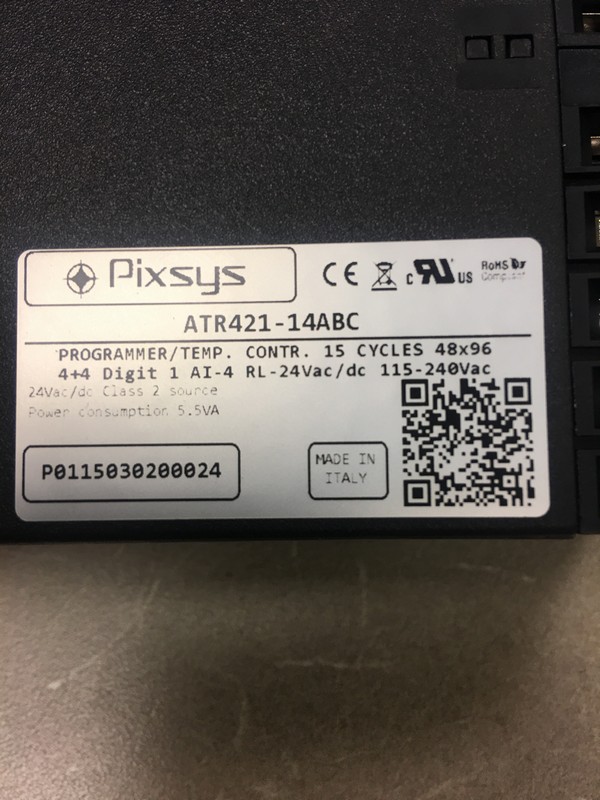 Pixsys
CE
c RU us
RoHS
Compliant
ATR421-14ABC
PROGRAMMER/TEMP. CONTR. 15 CYCLES 48x96
4+4 Digit 1 AI-4 RL-24Vac/dc 115-240Vac
24Vac/dc Class 2 source
Power consumption 5.5VA
P0115030200024
MADE IN
ITALY